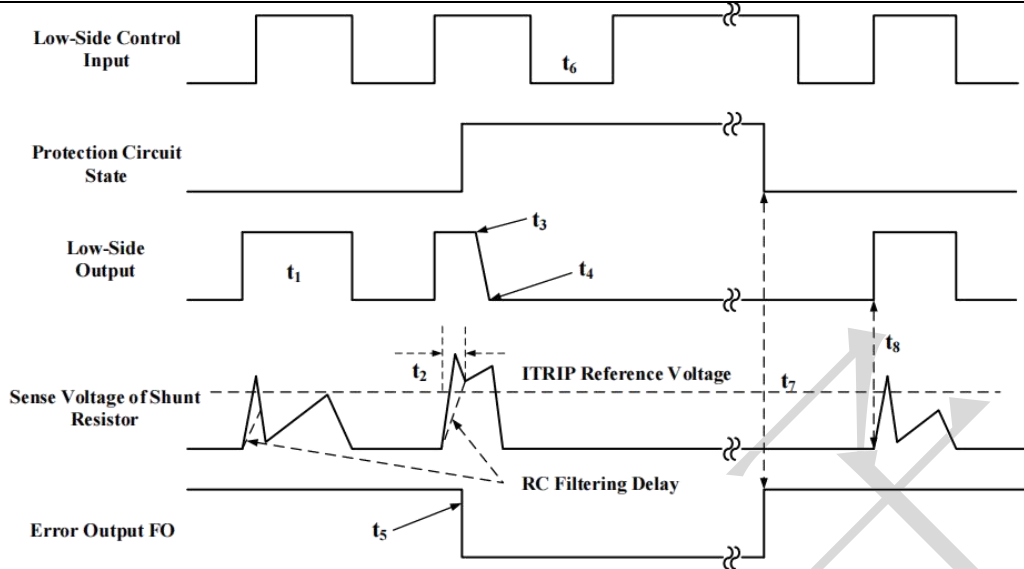 Low-Side Control
Input
t6
Protection Circuit
State
t3
Low-Side
Output
t1
t4
t2
ITRIP Reference Voltage
t8
t7
Sense Voltage of Shunt
Resistor
RC Filtering Delay
Error Output FO
t5